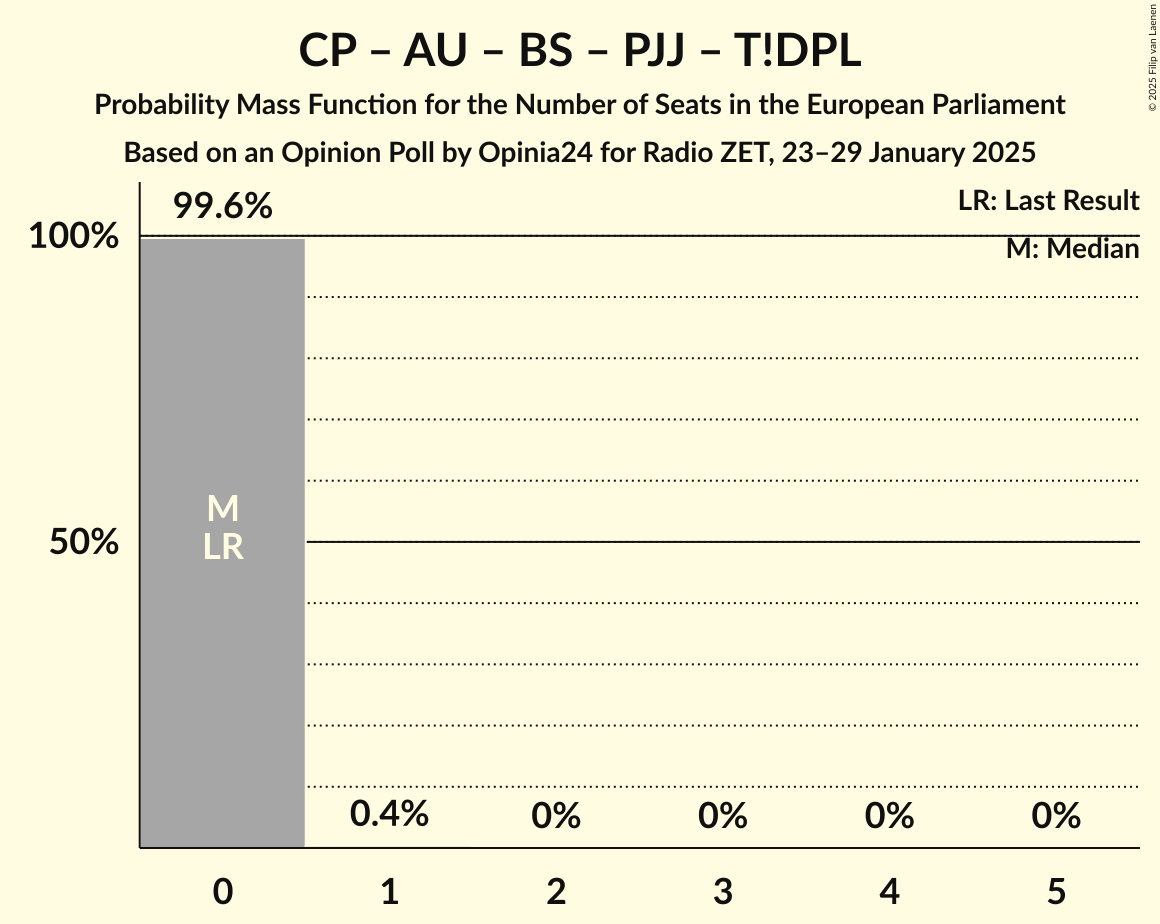 CP – AU – BS – PJJ – T!DPL
Probability Mass Function for the Number of Seats in the European Parliament
Based on an Opinion Poll by Opinia24 for Radio ZET, 23–29 January 2025
© 2025 Filip van Laenen
LR: Last Result
M: Median
99.6%
100%
M
LR
50%
0.4%
0%
0%
0%
0%
0
1
2
3
4
5